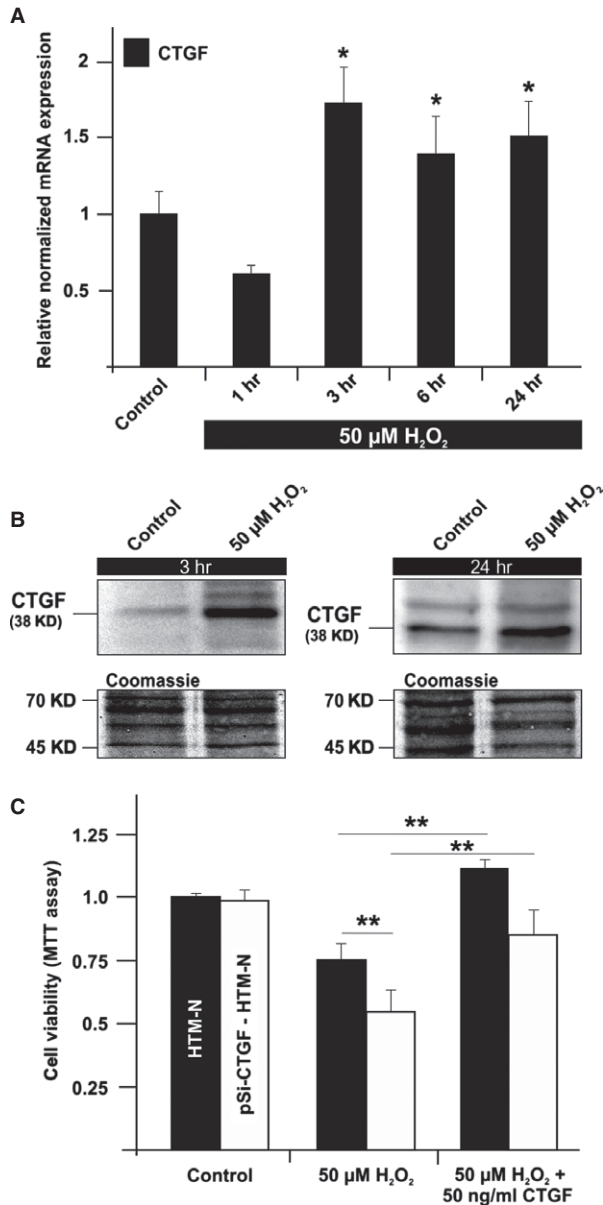 A
CTGF
Relative normalized mRNA expression
2
1.5
1
0.5
*
*
*
Control
1 hr
3 hr
6 hr
24 hr
50 µM H₂O₂
B
Control
50 µM H₂O₂
3 hr
CTGF
(38 KD)
Coomassie
70 KD
45 KD
Control
50 µM H₂O₂
24 hr
CTGF
(38 KD)
Coomassie
70 KD
45 KD
C
Cell viability (MTT assay)
1.25
1.0
0.75
0.5
0.25
**
**
**
HTM-N
pSi-CTGF - HTM-N
Control
50 µM H₂O₂
50 µM H₂O₂ +
50 ng/ml CTGF